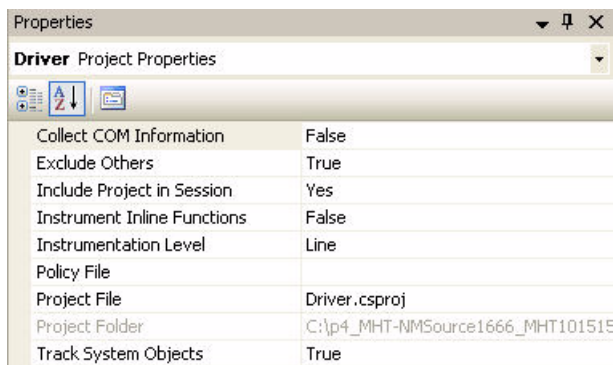 Properties
Driver Project Properties
Collect COM Information False
Exclude Others True
Include Project in Session Yes
Instrument Inline Functions False
Instrumentation Level Line
Policy File
Project File Driver.csproj
Project Folder C:\p4_MHT-NMSource1666_MHT101515
Track System Objects True